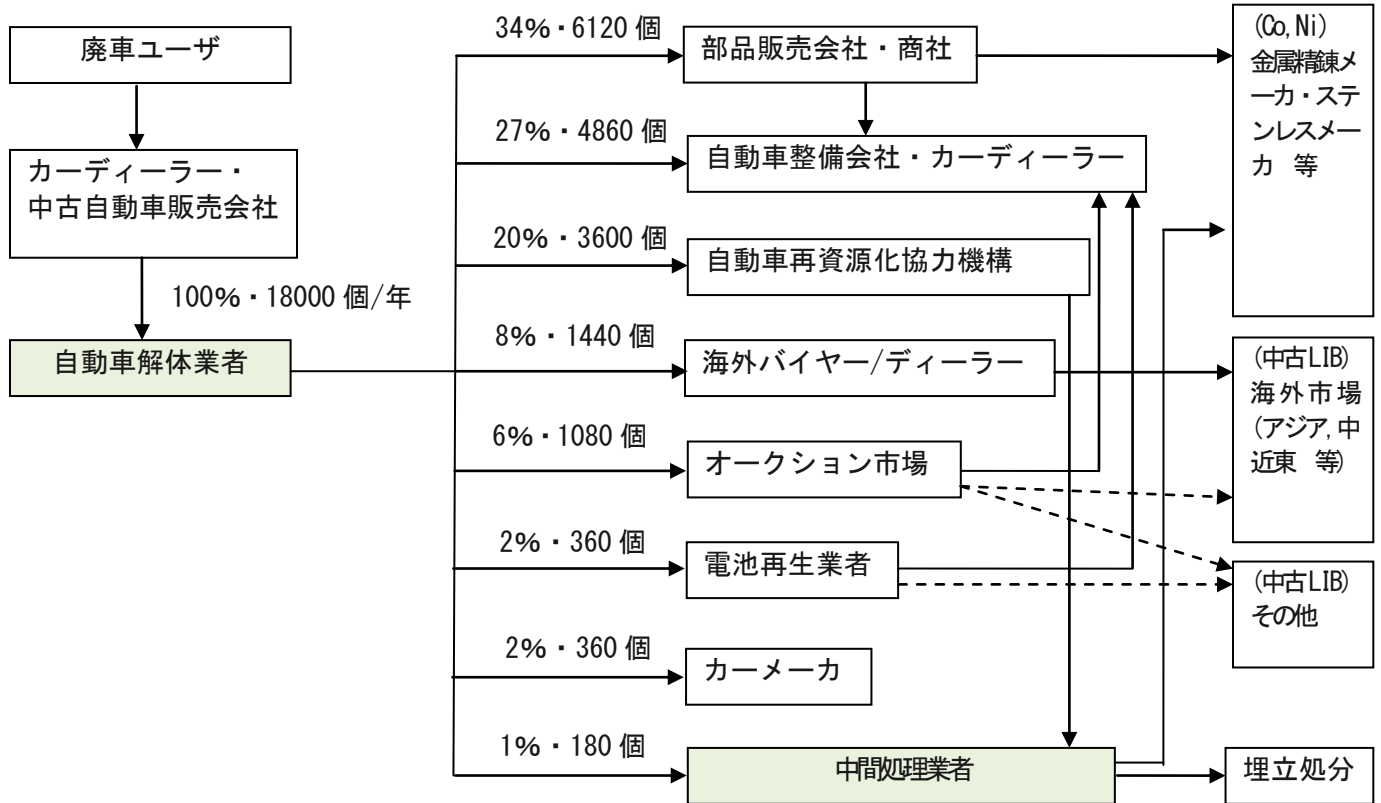 廃車ユーザ
カーディーラー・
中古自動車販売会社
100%・18000 個/年
自動車解体業者
34%・6120 個
部品販売会社・商社
27%・4860 個
自動車整備会社・カーディーラー
20%・3600 個
自動車再資源化協力機構
8%・1440 個
海外バイヤー/ディーラー
6%・1080 個
オークション市場
2%・360 個
電池再生業者
2%・360 個
カーメーカ
1%・180 個
中間処理業者
(Co, Ni)
金属精錬メ
ーカ・ステ
ンレスメー
カ 等
(中古LIB)
海外市場
(アジア, 中
近東 等)
(中古LIB)
その他
埋立処分